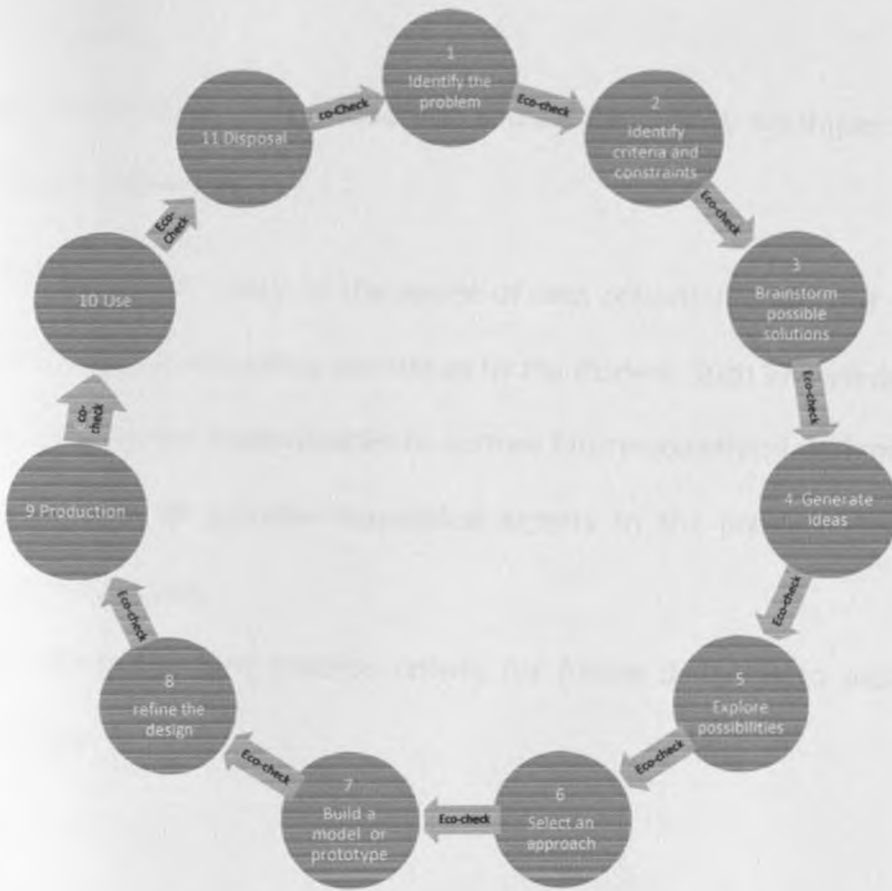 1
Identify the
problem
Eco-check
2
Identify
criteria and
constraints
Eco-check
3
Brainstorm
possible
solutions
Eco-check
4 Generate
ideas
Eco-check
5
Explore
possibilities
Eco-check
6
Select an
approach
Eco-check
7
Build a
model or
prototype
Eco-check
8
refine the
design
Eco-check
9 Production
co-
check
10 Use
Eco-
Check
11 Disposal
co-Check